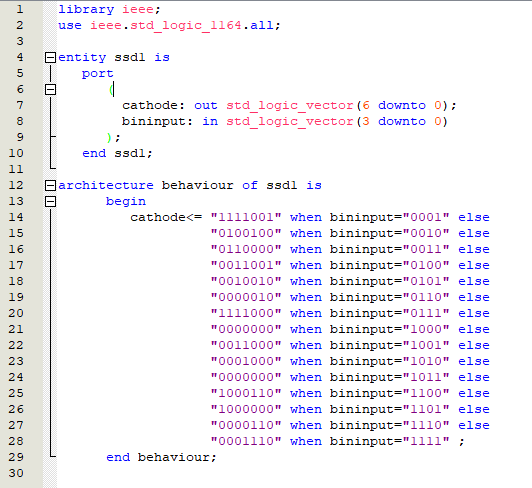 1 library ieee;
2 use ieee.std_logic_1164.all;
3
4 entity ssd1 is
5 port
6 (
7 cathode: out std_logic_vector(6 downto 0);
8 bininput: in std_logic_vector(3 downto 0)
9 );
10 end ssd1;
11
12 architecture behaviour of ssd1 is
13 begin
14 cathode<= "1111001" when bininput="0001" else
15 "0100100" when bininput="0010" else
16 "0110000" when bininput="0011" else
17 "0011001" when bininput="0100" else
18 "0010010" when bininput="0101" else
19 "0000010" when bininput="0110" else
20 "1111000" when bininput="0111" else
21 "0000000" when bininput="1000" else
22 "0011000" when bininput="1001" else
23 "0001000" when bininput="1010" else
24 "0000000" when bininput="1011" else
25 "1000110" when bininput="1100" else
26 "1000000" when bininput="1101" else
27 "0000110" when bininput="1110" else
28 "0001110" when bininput="1111" ;
29 end behaviour;
30